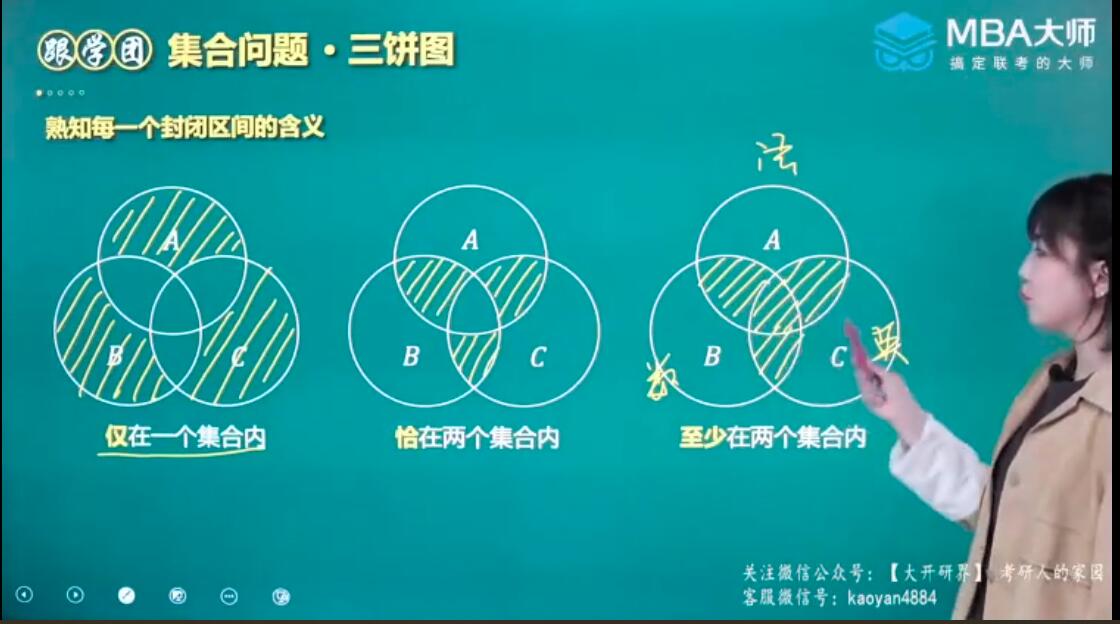 跟学团 集合问题·三饼图
MBA大师
搞定联考的大师
熟知每一个封闭区间的含义
A
B
C
仅在一个集合内
A
B
C
恰在两个集合内
法
A
B
C
数
英
至少在两个集合内
关注微信公众号：【大开研界】 考研人的家园
客服微信号：kaoyan4884